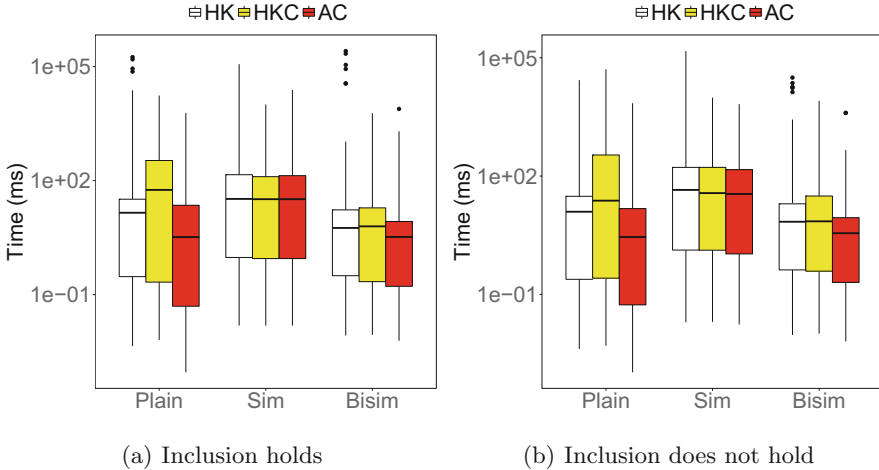 HK HKC AC
Time (ms)
1e+05
1e+02
1e−01
Plain Sim Bisim
(a) Inclusion holds
HK HKC AC
Time (ms)
1e+05
1e+02
1e−01
Plain Sim Bisim
(b) Inclusion does not hold